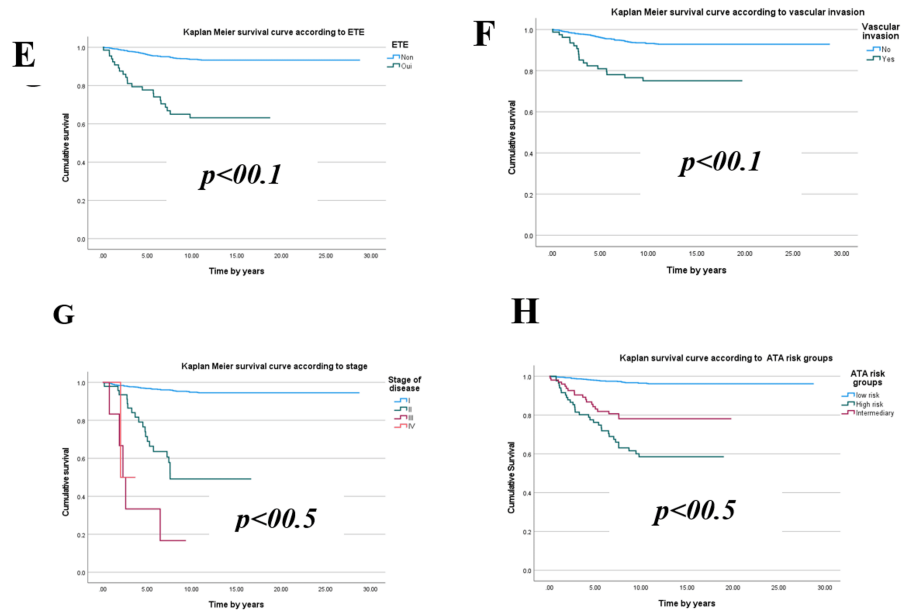 E
Kaplan Meier survival curve according to ETE
ETE
Non
Oui
1.0
0.8
0.6
0.4
0.2
0.0
Cumulative survival
p<00.1
.00 5.00 10.00 15.00 20.00 25.00 30.00
Time by years
F
Kaplan Meier survival curve according to vascular invasion
Vascular
invasion
No
Yes
1.0
0.8
0.6
0.4
0.2
0.0
Cumulative survival
p<00.1
.00 5.00 10.00 15.00 20.00 25.00 30.00
Time by years
G
Kaplan Meier survival curve according to stage
Stage of
disease
I
II
III
IV
1.0
0.8
0.6
0.4
0.2
0.0
Cumulative survival
p<00.5
.00 5.00 10.00 15.00 20.00 25.00 30.00
Time by years
H
Kaplan survival curve according to ATA risk groups
ATA risk
groups
low risk
High risk
Intermediary
1.0
0.8
0.6
0.4
0.2
0.0
Cumulative Survival
p<00.5
.00 5.00 10.00 15.00 20.00 25.00 30.00
Time by years